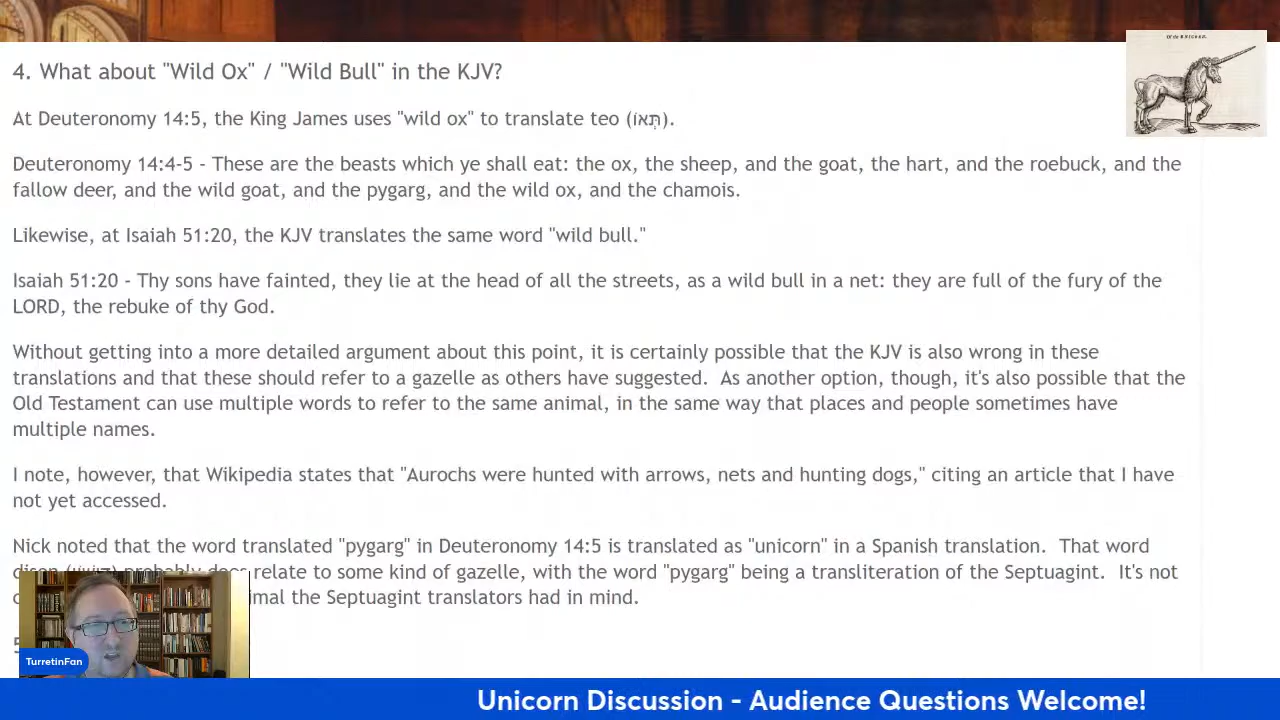 Of the UNICORN.
4. What about "Wild Ox" / "Wild Bull" in the KJV?
At Deuteronomy 14:5, the King James uses "wild ox" to translate teo (תְּאוֹ).
Deuteronomy 14:4-5 - These are the beasts which ye shall eat: the ox, the sheep, and the goat, the hart, and the roebuck, and the
fallow deer, and the wild goat, and the pygarg, and the wild ox, and the chamois.
Likewise, at Isaiah 51:20, the KJV translates the same word "wild bull."
Isaiah 51:20 - Thy sons have fainted, they lie at the head of all the streets, as a wild bull in a net: they are full of the fury of the
LORD, the rebuke of thy God.
Without getting into a more detailed argument about this point, it is certainly possible that the KJV is also wrong in these
translations and that these should refer to a gazelle as others have suggested.  As another option, though, it's also possible that the
Old Testament can use multiple words to refer to the same animal, in the same way that places and people sometimes have
multiple names.
I note, however, that Wikipedia states that "Aurochs were hunted with arrows, nets and hunting dogs," citing an article that I have
not yet accessed.
Nick noted that the word translated "pygarg" in Deuteronomy 14:5 is translated as "unicorn" in a Spanish translation.  That word
probably does relate to some kind of gazelle, with the word "pygarg" being a transliteration of the Septuagint.  It's not
the Septuagint translators had in mind.
TurretinFan
Unicorn Discussion - Audience Questions Welcome!